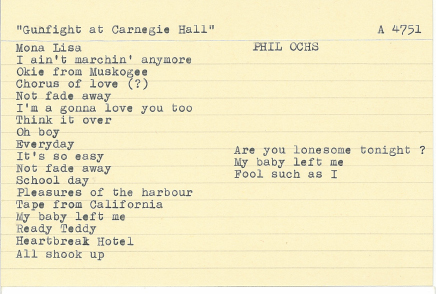 "Gunfight at Carnegie Hall" A 4751
Mona Lisa PHIL OCHS
I ain't marchin' anymore
Okie from Muskogee
Chorus of love (?)
Not fade away
I'm a gonna love you too
Think it over
Oh boy
Everyday
It's so easy
Not fade away
School day
Pleasures of the harbour
Tape from California
My baby left me
Ready Teddy
Heartbreak Hotel
All shook up
Are you lonesome tonight ?
My baby left me
Fool such as I